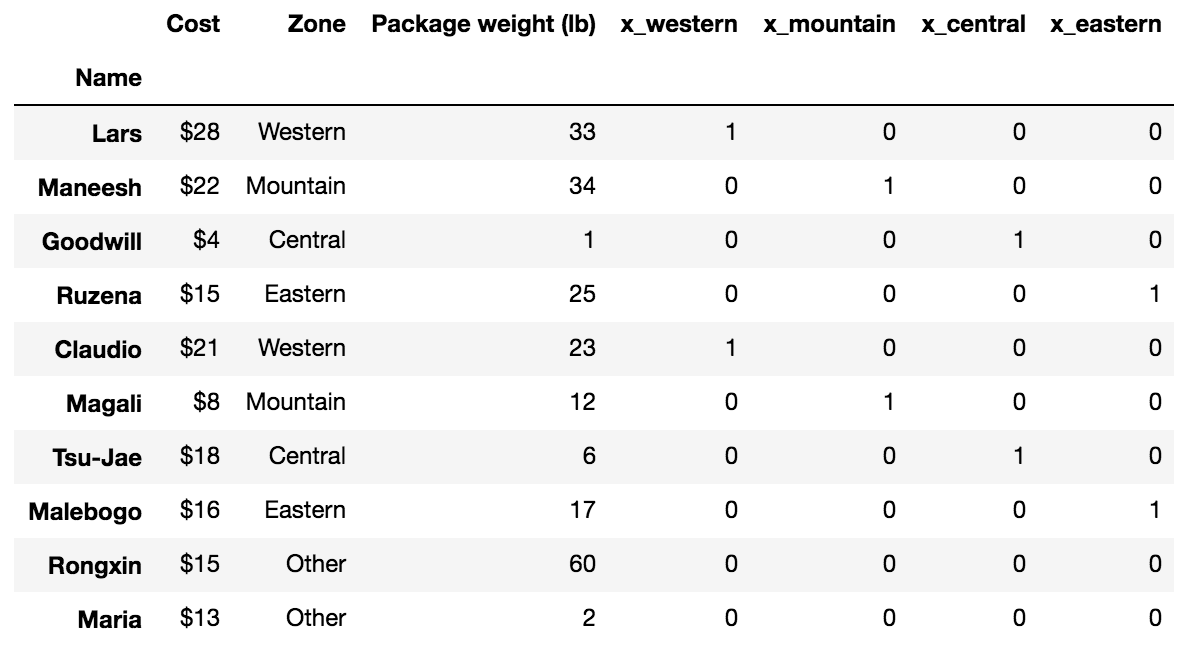 Cost Zone Package weight (lb) x_western x_mountain x_central x_eastern
Name
Lars $28 Western 33 1 0 0 0
Maneesh $22 Mountain 34 0 1 0 0
Goodwill $4 Central 1 0 0 1 0
Ruzena $15 Eastern 25 0 0 0 1
Claudio $21 Western 23 1 0 0 0
Magali $8 Mountain 12 0 1 0 0
Tsu-Jae $18 Central 6 0 0 1 0
Malebogo $16 Eastern 17 0 0 0 1
Rongxin $15 Other 60 0 0 0 0
Maria $13 Other 2 0 0 0 0